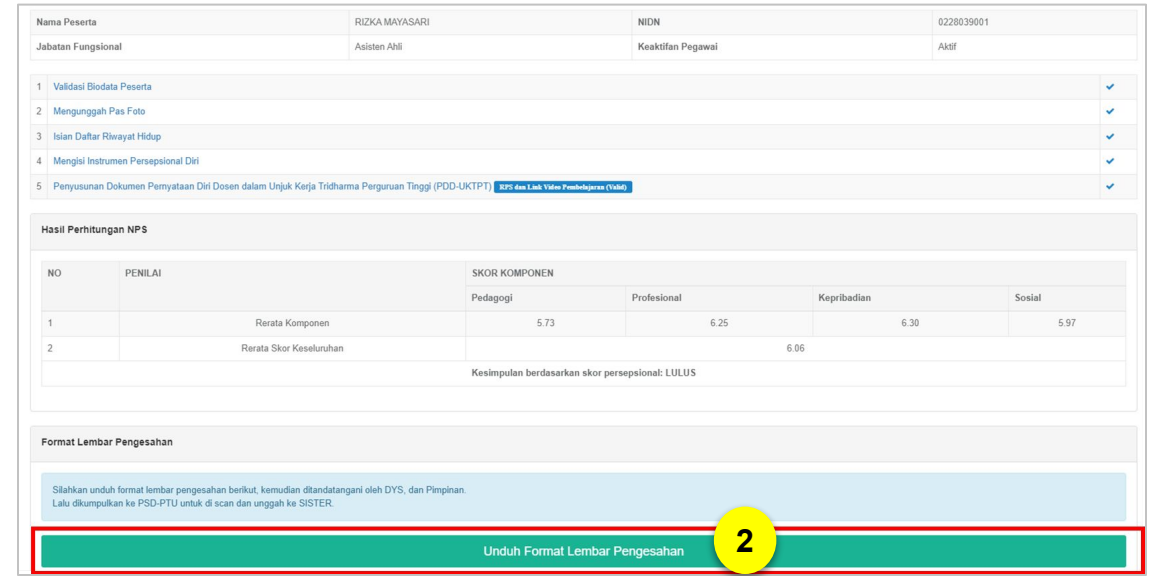 Nama Peserta RIZKA MAYASARI NIDN 0228039001
Jabatan Fungsional Asisten Ahli Keaktifan Pegawai Aktif
1 Validasi Biodata Peserta
2 Mengunggah Pas Foto
3 Isian Daftar Riwayat Hidup
4 Mengisi Instrumen Persepsional Diri
5 Penyusunan Dokumen Pernyataan Diri Dosen dalam Unjuk Kerja Tridharma Perguruan Tinggi (PDD-UKTPT) RPS dan Link Video Pembelajaran (Valid)
Hasil Perhitungan NPS
NO PENILAI SKOR KOMPONEN
Pedagogi Profesional Kepribadian Sosial
1 Rerata Komponen 5.73 6.25 6.30 5.97
2 Rerata Skor Keseluruhan 6.06
Kesimpulan berdasarkan skor persepsional: LULUS
Format Lembar Pengesahan
Silahkan unduh format lembar pengesahan berikut, kemudian ditandatangani oleh DYS, dan Pimpinan.
Lalu dikumpulkan ke PSD-PTU untuk di scan dan unggah ke SISTER.
Unduh Format Lembar Pengesahan 2